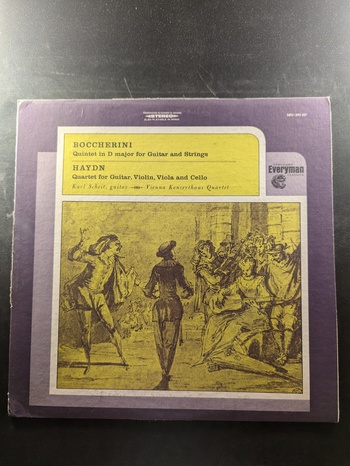 STEREO
BOCCHERINI
Quintet in D major for Guitar and Strings
HAYDN
Quartet for Guitar, Violin, Viola and Cello
Karl Scheit, guitar Vienna Konzerthaus Quartet
Everyman